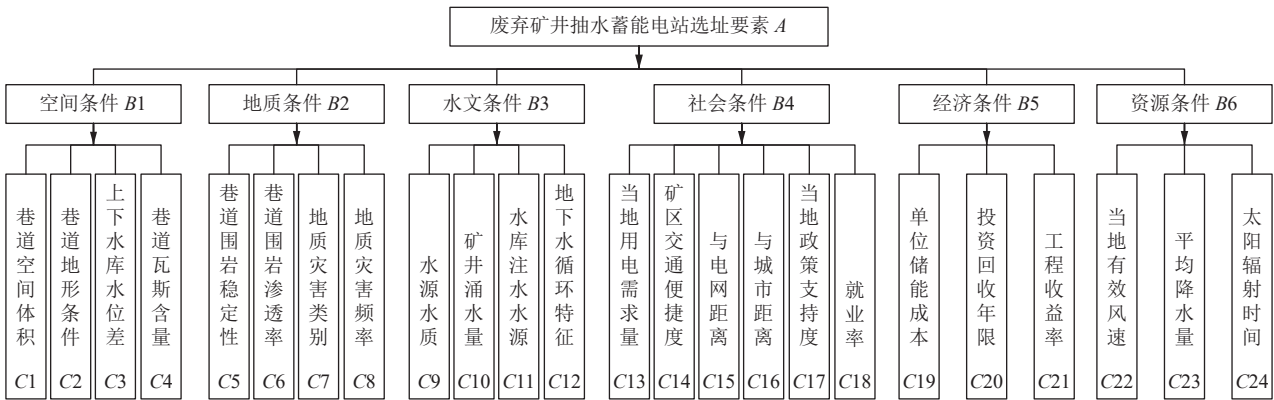 废弃矿井抽水蓄能电站选址要素 A
空间条件 B1
地质条件 B2
水文条件 B3
社会条件 B4
经济条件 B5
资源条件 B6
巷道空间体积 C1
巷道地形条件 C2
上下水库水位差 C3
巷道瓦斯含量 C4
巷道围岩稳定性 C5
巷道围岩渗透率 C6
地质灾害类别 C7
地质灾害频率 C8
水源水质 C9
矿井涌水量 C10
水库注水水源 C11
地下水循环特征 C12
当地用电需求量 C13
矿区交通便捷度 C14
与电网距离 C15
与城市距离 C16
当地政策支持度 C17
就业率 C18
单位储能成本 C19
投资回收年限 C20
工程收益率 C21
当地有效风速 C22
平均降水量 C23
太阳辐射时间 C24